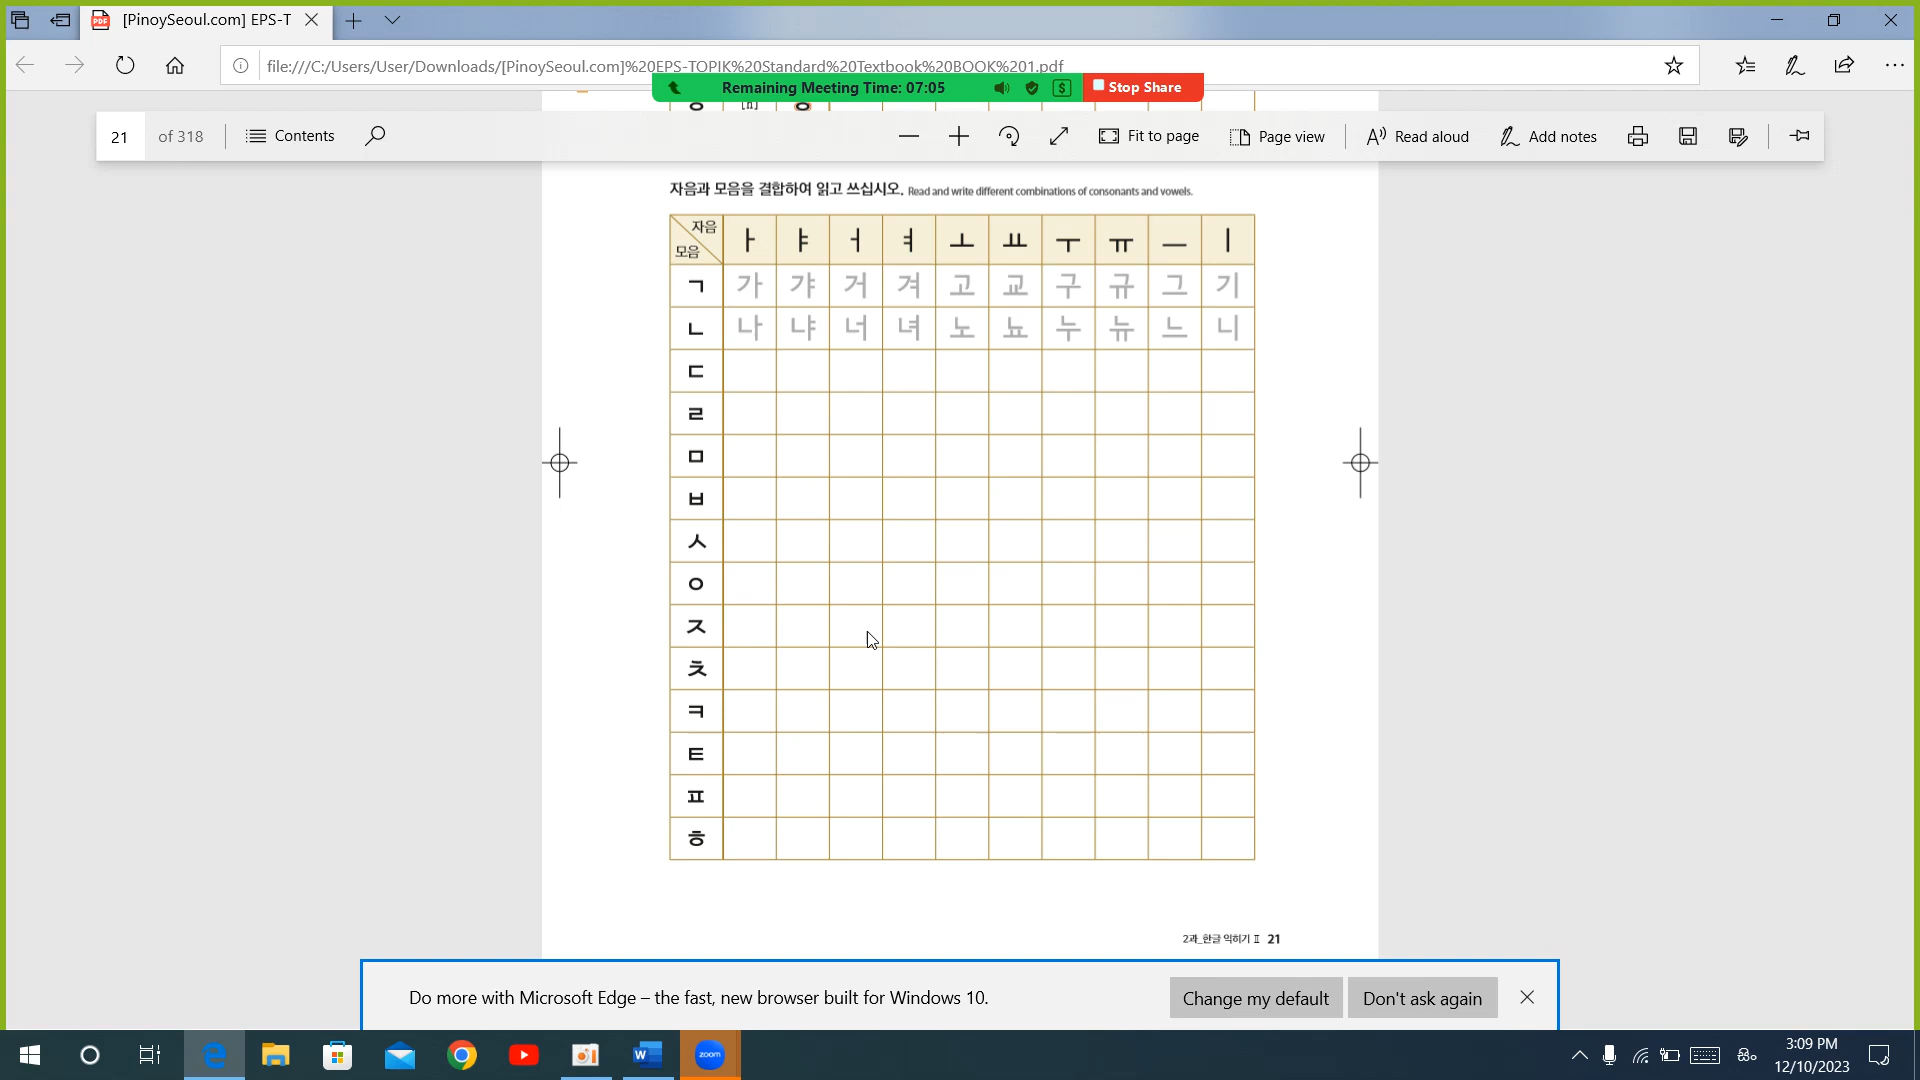 [PinoySeoul.com] EPS-T
file:///C:/Users/User/Downloads/[PinoySeoul.com]%20EPS-TOPIK%20Standard%20Textbook%20BOOK%201.pdf
Remaining Meeting Time: 07:05 Stop Share
21 of 318 Contents Fit to page Page view Read aloud Add notes
자음과 모음을 결합하여 읽고 쓰십시오. Read and write different combinations of consonants and vowels.
자음 모음 ㅏ ㅑ ㅓ ㅕ ㅗ ㅛ ㅜ ㅠ ㅡ ㅣ
ㄱ 가 갸 거 겨 고 교 구 규 그 기
ㄴ 나 냐 너 녀 노 뇨 누 뉴 느 니
ㄷ
ㄹ
ㅁ
ㅂ
ㅅ
ㅇ
ㅈ
ㅊ
ㅋ
ㅌ
ㅍ
ㅎ
2과_한글 익히기 Ⅱ 21
Do more with Microsoft Edge – the fast, new browser built for Windows 10. Change my default Don't ask again
zoom
3:09 PM
12/10/2023